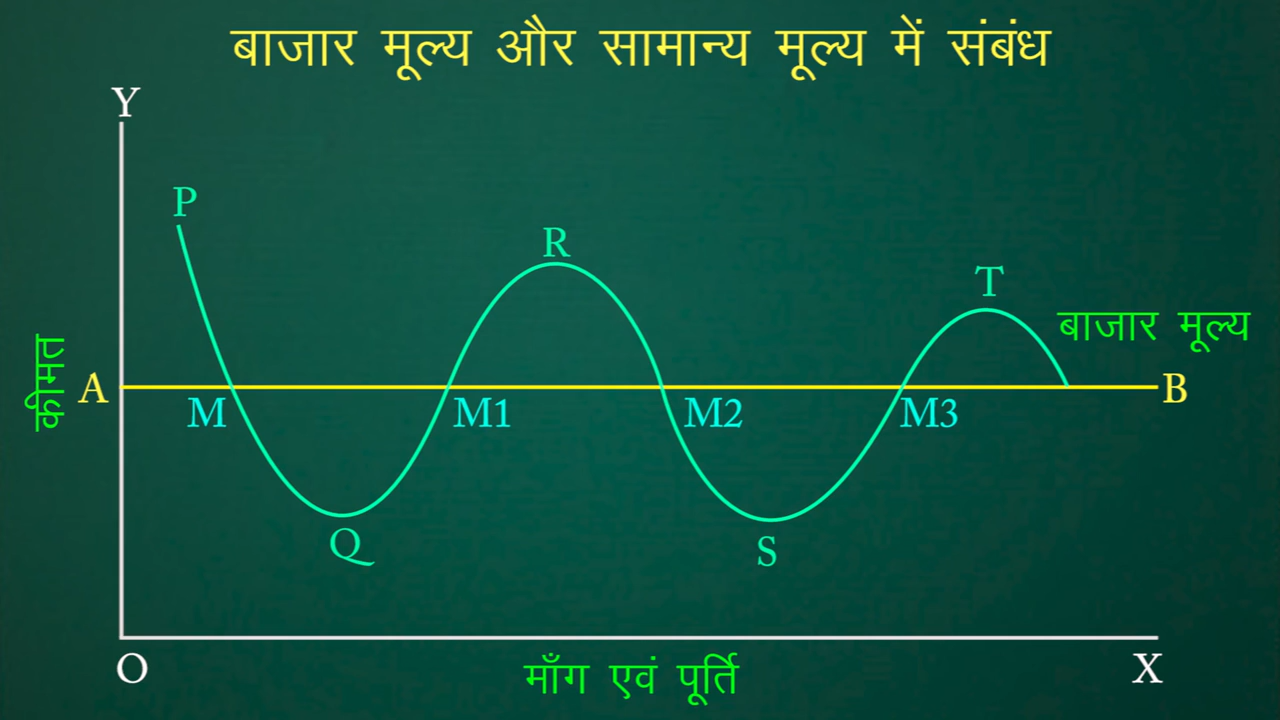 बाजार मूल्य और सामान्य मूल्य में संबंध
Y
P
R
T
बाजार मूल्य
कीमत
A
B
M
M1
M2
M3
Q
S
O
माँग एवं पूर्ति
X